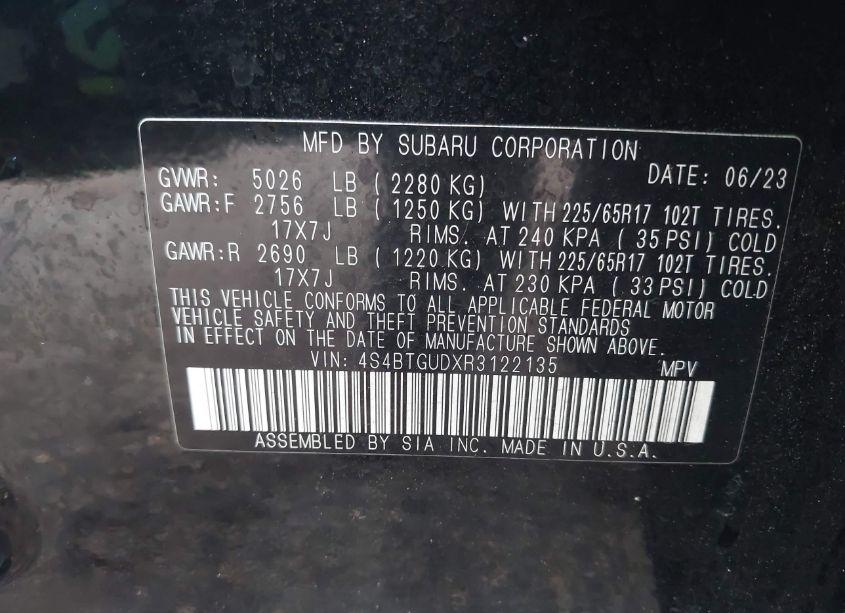 MFD BY SUBARU CORPORATION
DATE: 06/23
GVWR: 5026 LB ( 2280 KG)
GAWR:F 2756 LB ( 1250 KG) WITH 225/65R17 102T TIRES.
17X7J RIMS. AT 240 KPA ( 35 PSI) COLD
GAWR:R 2690 LB ( 1220 KG) WITH 225/65R17 102T TIRES.
17X7J RIMS. AT 230 KPA ( 33 PSI) COLD
THIS VEHICLE CONFORMS TO ALL APPLICABLE FEDERAL MOTOR
VEHICLE SAFETY AND THEFT PREVENTION STANDARDS
IN EFFECT ON THE DATE OF MANUFACTURE SHOWN ABOVE.
VIN: 4S4BTGUDXR3122135 MPV
ASSEMBLED BY SIA INC. MADE IN U.S.A.